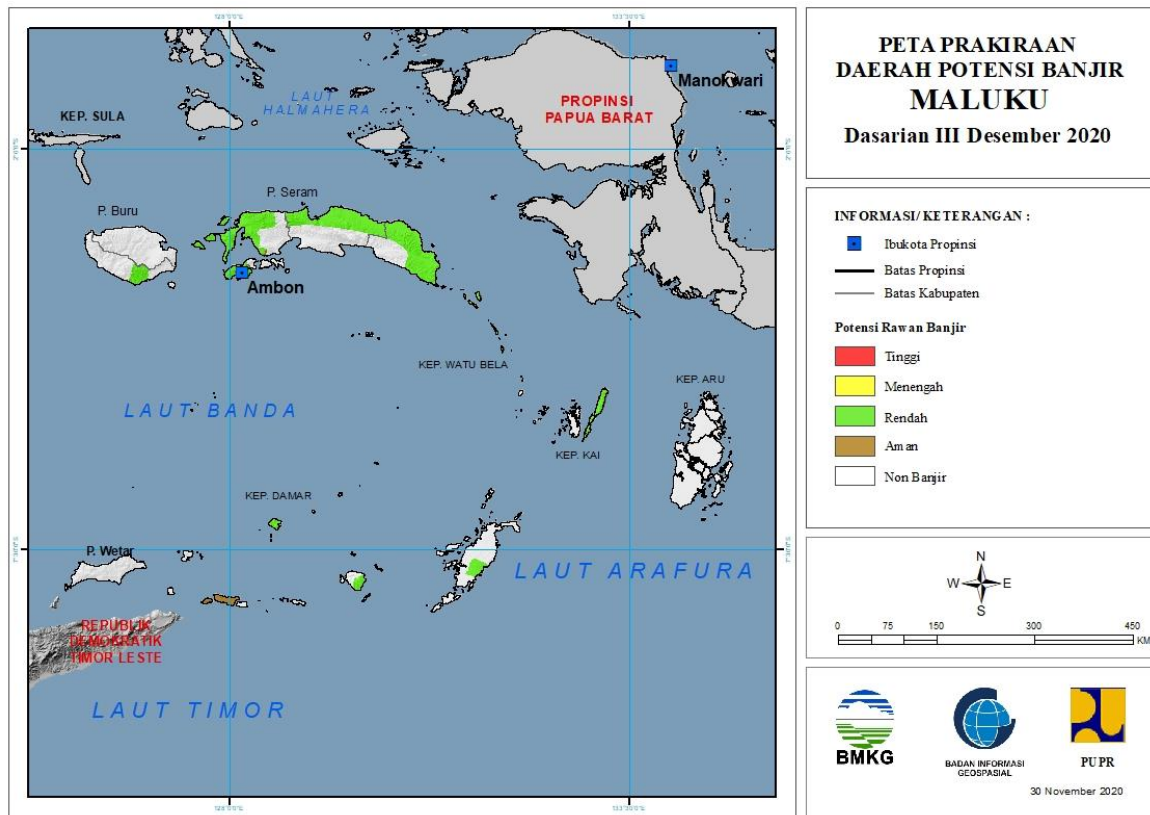 PETA PRAKIRAAN
DAERAH POTENSI BANJIR
MALUKU
Dasarian III Desember 2020
INFORMASI/ KETERANGAN :
Ibukota Propinsi
Batas Propinsi
Batas Kabupaten
Potensi Rawan Banjir
Tinggi
Menengah
Rendah
Aman
Non Banjir
N
W
E
S
0 75 150 300 450
KM
BMKG
BADAN INFORMASI
GEOSPASIAL
PUPR
30 November 2020
Manokwari
LAUT
HALMAHERA
PROPINSI
PAPUA BARAT
KEP. SULA
P. Seram
P. Buru
Ambon
KEP. WATU BELA
KEP. ARU
LAUT BANDA
KEP. KAI
KEP. DAMAR
P. Wetar
LAUT ARAFURA
REPUBLIK
DEMOKRATIK
TIMOR LESTE
LAUT TIMOR